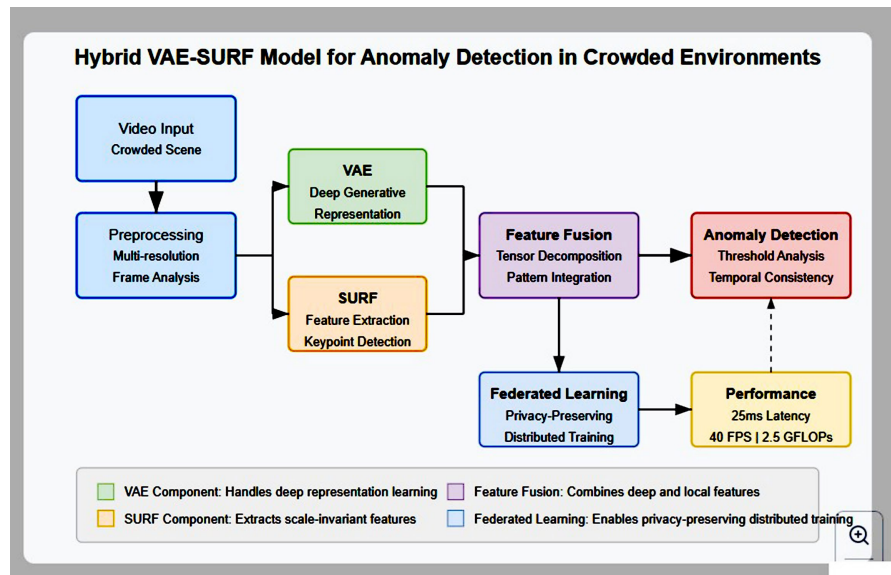 Hybrid VAE-SURF Model for Anomaly Detection in Crowded Environments
Video Input
Crowded Scene
Preprocessing
Multi-resolution
Frame Analysis
VAE
Deep Generative
Representation
SURF
Feature Extraction
Keypoint Detection
Feature Fusion
Tensor Decomposition
Pattern Integration
Anomaly Detection
Threshold Analysis
Temporal Consistency
Federated Learning
Privacy-Preserving
Distributed Training
Performance
25ms Latency
40 FPS | 2.5 GFLOPs
VAE Component: Handles deep representation learning
Feature Fusion: Combines deep and local features
SURF Component: Extracts scale-invariant features
Federated Learning: Enables privacy-preserving distributed training